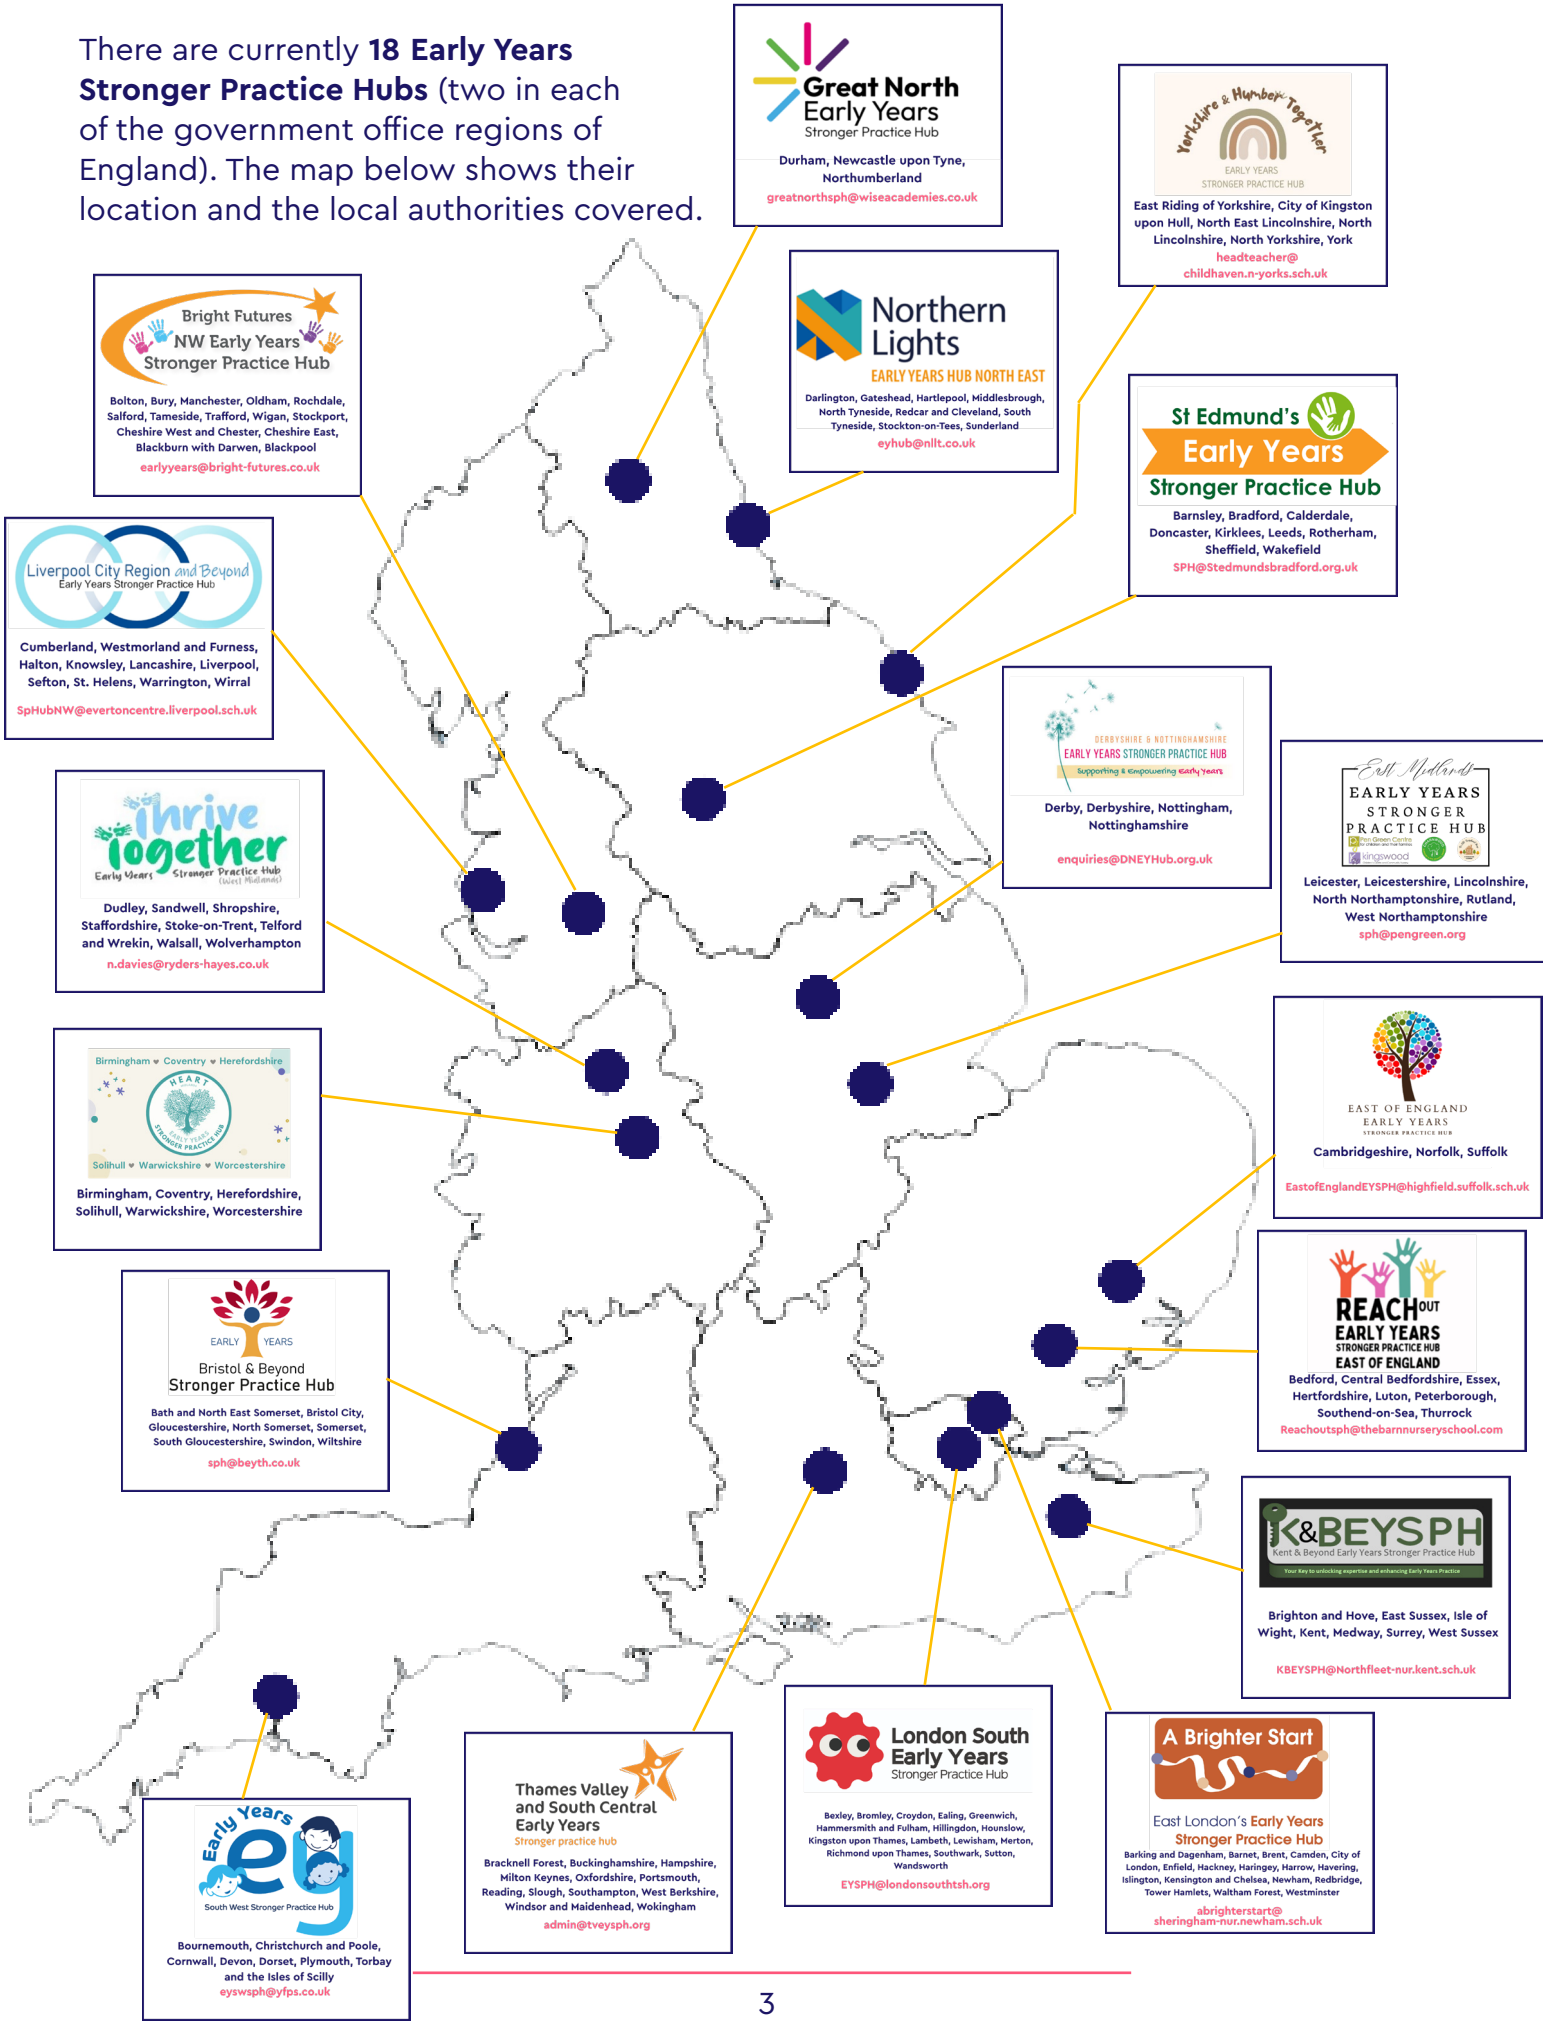 There are currently 18 Early Years
Stronger Practice Hubs (two in each
of the government office regions of
England). The map below shows their
location and the local authorities covered.
Great North
Early Years
Stronger Practice Hub
Durham, Newcastle upon Tyne,
Northumberland
greatnorthsph@wiseacademies.co.uk
Yorkshire & Humber Together
EARLY YEARS
STRONGER PRACTICE HUB
East Riding of Yorkshire, City of Kingston
upon Hull, North East Lincolnshire, North
Lincolnshire, North Yorkshire, York
headteacher@
childhaven.n-yorks.sch.uk
Northern
Lights
EARLY YEARS HUB NORTH EAST
Darlington, Gateshead, Hartlepool, Middlesbrough,
North Tyneside, Redcar and Cleveland, South
Tyneside, Stockton-on-Tees, Sunderland
eyhub@nllt.co.uk
Bright Futures
NW Early Years
Stronger Practice Hub
Bolton, Bury, Manchester, Oldham, Rochdale,
Salford, Tameside, Trafford, Wigan, Stockport,
Cheshire West and Chester, Cheshire East,
Blackburn with Darwen, Blackpool
earlyyears@bright-futures.co.uk
St Edmund's
Early Years
Stronger Practice Hub
Barnsley, Bradford, Calderdale,
Doncaster, Kirklees, Leeds, Rotherham,
Sheffield, Wakefield
SPH@Stedmundsbradford.org.uk
Liverpool City Region and Beyond
Early Years Stronger Practice Hub
Cumberland, Westmorland and Furness,
Halton, Knowsley, Lancashire, Liverpool,
Sefton, St. Helens, Warrington, Wirral
SpHubNW@evertoncentre.liverpool.sch.uk
DERBYSHIRE & NOTTINGHAMSHIRE
EARLY YEARS STRONGER PRACTICE HUB
Supporting & Empowering Early Years
Derby, Derbyshire, Nottingham,
Nottinghamshire
enquiries@DNEYHub.org.uk
East Midlands
EARLY YEARS
STRONGER
PRACTICE HUB
Pen Green Centre
kingswood
Leicester, Leicestershire, Lincolnshire,
North Northamptonshire, Rutland,
West Northamptonshire
sph@pengreen.org
Thrive
Together
Early Years Stronger Practice Hub
(West Midlands)
Dudley, Sandwell, Shropshire,
Staffordshire, Stoke-on-Trent, Telford
and Wrekin, Walsall, Wolverhampton
n.davies@ryders-hayes.co.uk
EAST OF ENGLAND
EARLY YEARS
STRONGER PRACTICE HUB
Cambridgeshire, Norfolk, Suffolk
EastofEnglandEYSPH@highfield.suffolk.sch.uk
Birmingham ♥ Coventry ♥ Herefordshire
HEART
EARLY YEARS
STRONGER PRACTICE HUB
Solihull ♥ Warwickshire ♥ Worcestershire
Birmingham, Coventry, Herefordshire,
Solihull, Warwickshire, Worcestershire
REACH OUT
EARLY YEARS
STRONGER PRACTICE HUB
EAST OF ENGLAND
Bedford, Central Bedfordshire, Essex,
Hertfordshire, Luton, Peterborough,
Southend-on-Sea, Thurrock
Reachoutsph@thebarnnurseryschool.com
EARLY YEARS
Bristol & Beyond
Stronger Practice Hub
Bath and North East Somerset, Bristol City,
Gloucestershire, North Somerset, Somerset,
South Gloucestershire, Swindon, Wiltshire
sph@beyth.co.uk
K&BEYSPH
Kent & Beyond Early Years Stronger Practice Hub
Your Key to unlocking expertise and enhancing Early Years Practice
Brighton and Hove, East Sussex, Isle of
Wight, Kent, Medway, Surrey, West Sussex
KBEYSPH@Northfleet-nur.kent.sch.uk
Early Years
ey
South West Stronger Practice Hub
Bournemouth, Christchurch and Poole,
Cornwall, Devon, Dorset, Plymouth, Torbay
and the Isles of Scilly
eyswsph@yfps.co.uk
Thames Valley
and South Central
Early Years
Stronger practice hub
Bracknell Forest, Buckinghamshire, Hampshire,
Milton Keynes, Oxfordshire, Portsmouth,
Reading, Slough, Southampton, West Berkshire,
Windsor and Maidenhead, Wokingham
admin@tveysph.org
London South
Early Years
Stronger Practice Hub
Bexley, Bromley, Croydon, Ealing, Greenwich,
Hammersmith and Fulham, Hillingdon, Hounslow,
Kingston upon Thames, Lambeth, Lewisham, Merton,
Richmond upon Thames, Southwark, Sutton,
Wandsworth
EYSPH@londonsouthtsh.org
A Brighter Start
East London's Early Years
Stronger Practice Hub
Barking and Dagenham, Barnet, Brent, Camden, City of
London, Enfield, Hackney, Haringey, Harrow, Havering,
Islington, Kensington and Chelsea, Newham, Redbridge,
Tower Hamlets, Waltham Forest, Westminster
abrighterstart@
sheringham-nur.newham.sch.uk
3